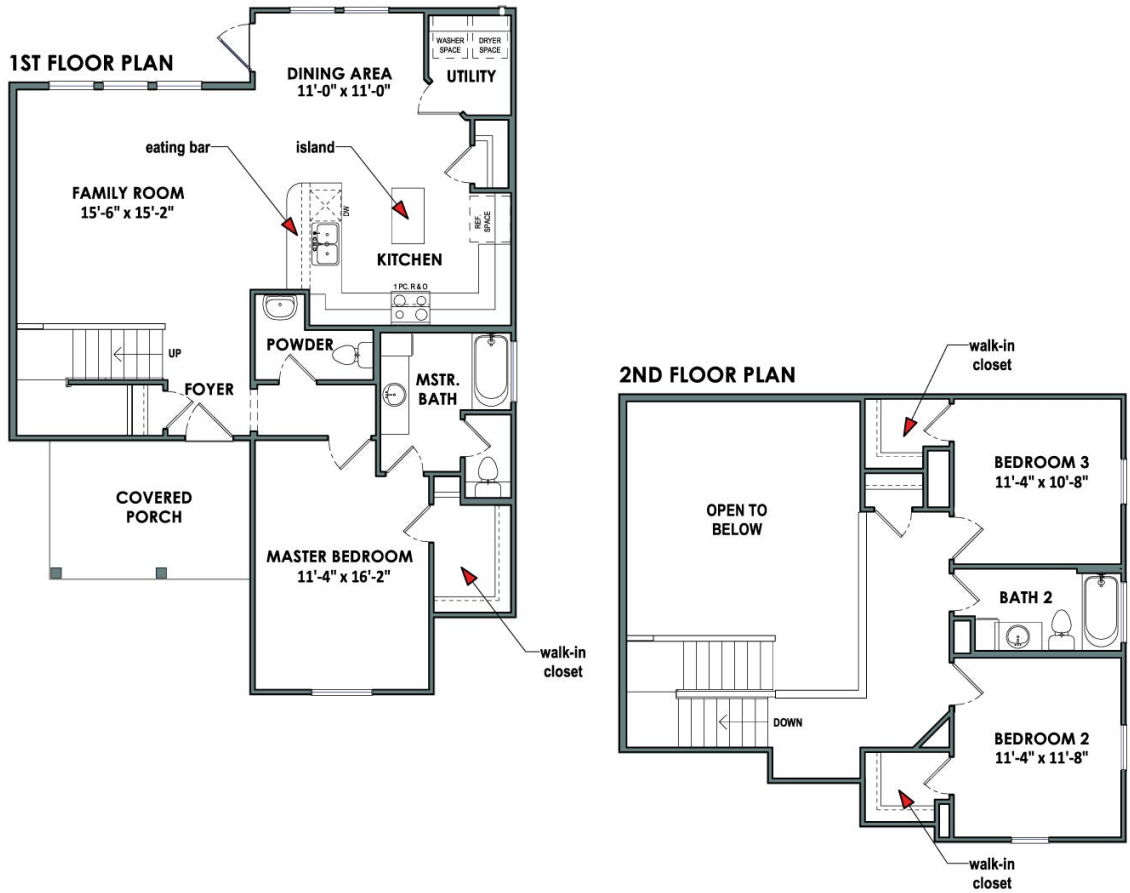 1ST FLOOR PLAN
WASHER
SPACE
DRYER
SPACE
UTILITY
DINING AREA
11'-0" x 11'-0"
eating bar
island
FAMILY ROOM
15'-6" x 15'-2"
DW
REF.
SPACE
KITCHEN
1 PC. R & O
POWDER
UP
FOYER
MSTR.
BATH
COVERED
PORCH
MASTER BEDROOM
11'-4" x 16'-2"
walk-in
closet
2ND FLOOR PLAN
walk-in
closet
BEDROOM 3
11'-4" x 10'-8"
OPEN TO
BELOW
BATH 2
DOWN
BEDROOM 2
11'-4" x 11'-8"
walk-in
closet